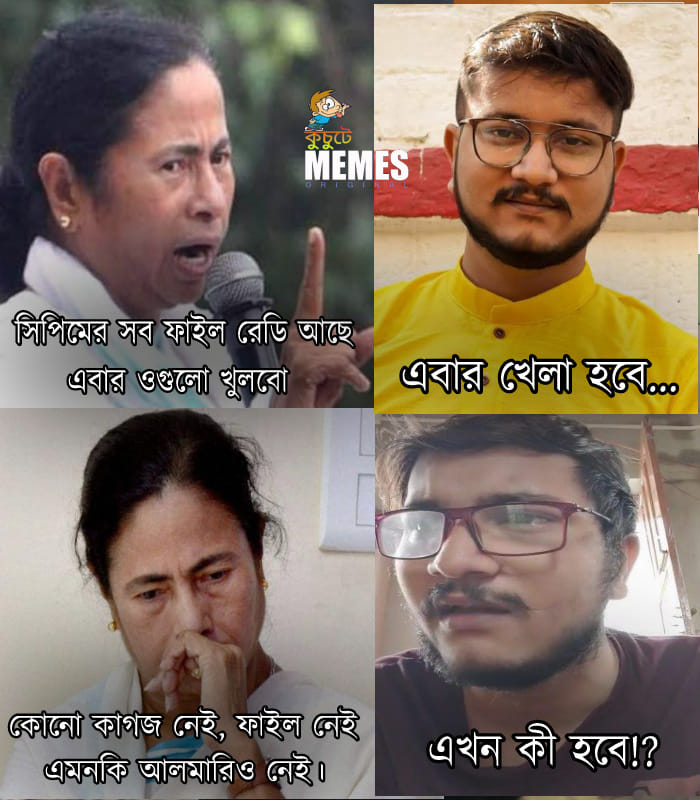 কুচুটে
MEMES
ORIGINAL
সিপিমের সব ফাইল রেডি আছে
এবার ওগুলো খুলবো
এবার খেলা হবে...
কোনো কাগজ নেই, ফাইল নেই
এমনকি আলমারিও নেই।
এখন কী হবে!?